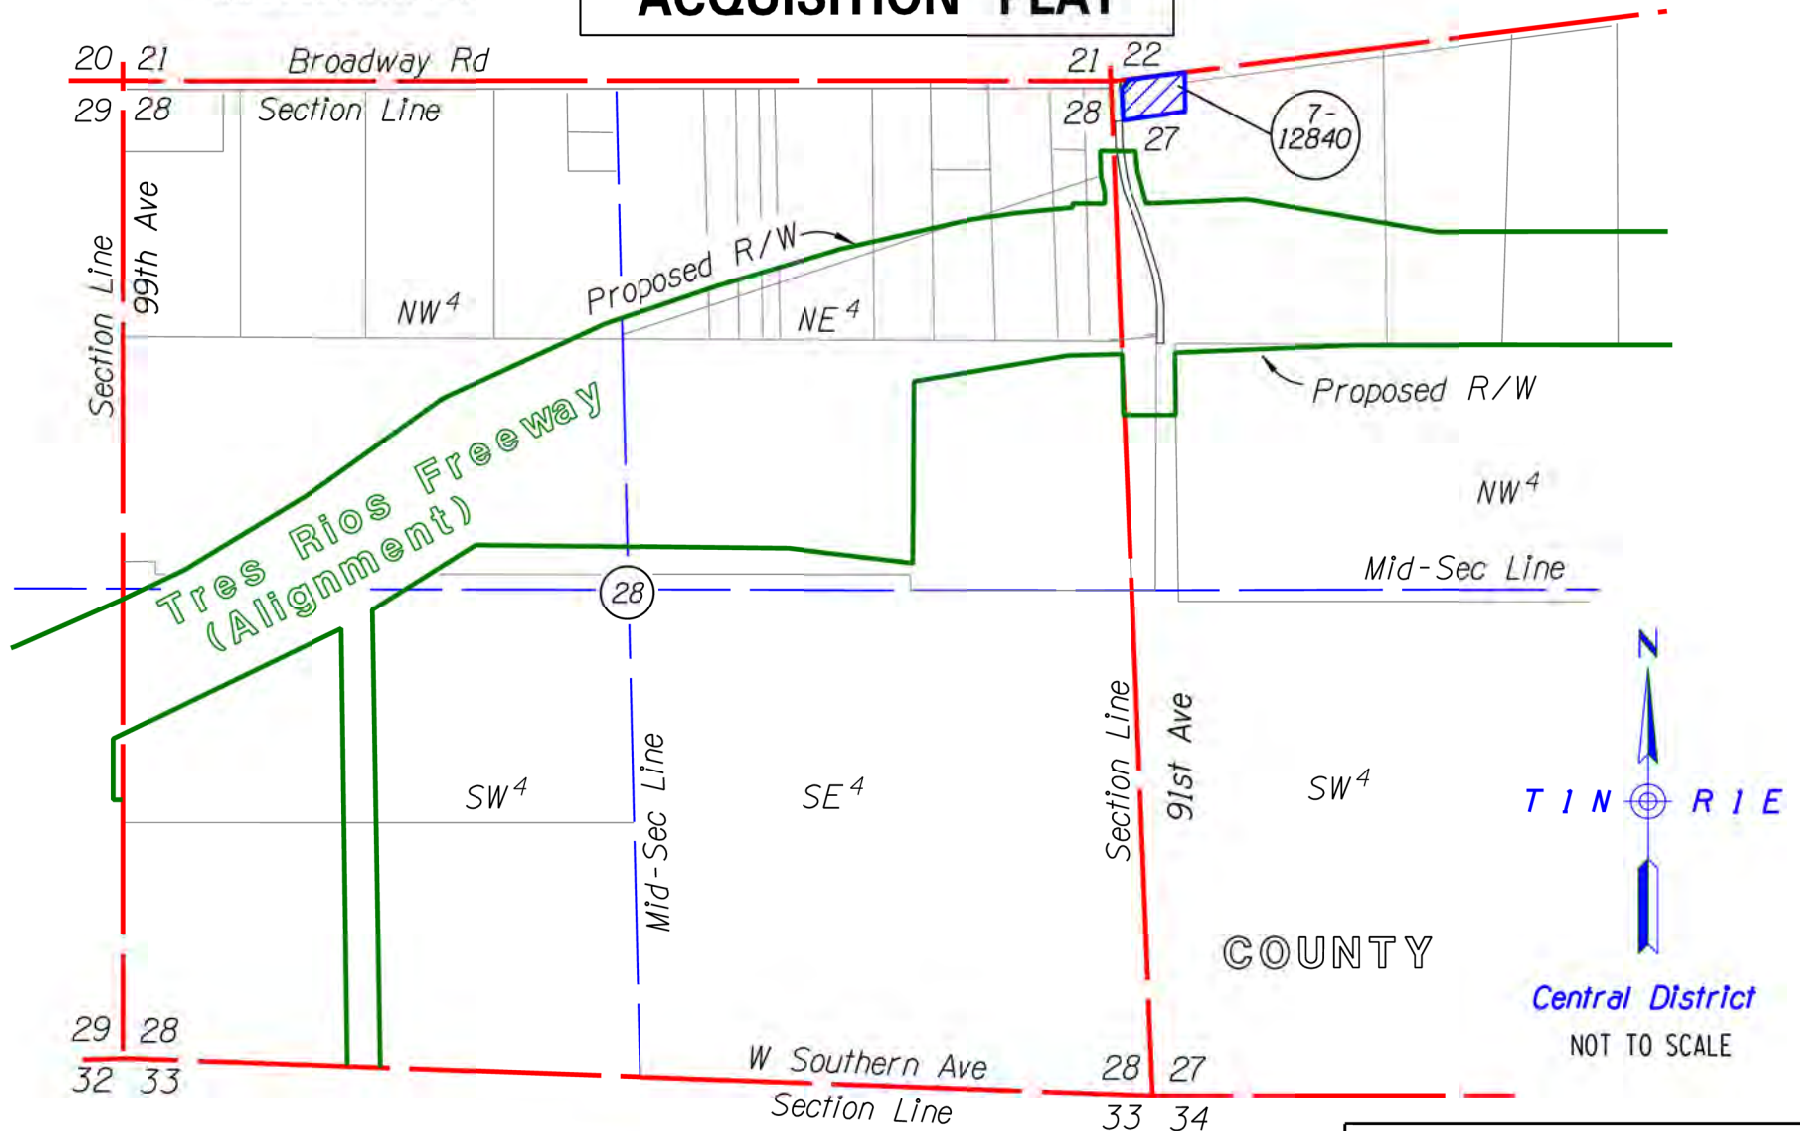 ACQUISITION PLAT
20 21
Broadway Rd
21 22
29 28
Section Line
28
27
7-
12840
Section Line
99th Ave
NW4
Proposed R/W
NE4
Proposed R/W
Tres Rios Freeway
(Alignment)
NW4
Mid-Sec Line
28
N
SW4
Mid-Sec Line
SE4
Section Line
91st Ave
SW4
T 1 N R 1 E
COUNTY
Central District
NOT TO SCALE
29 28
32 33
W Southern Ave
Section Line
28 27
33 34